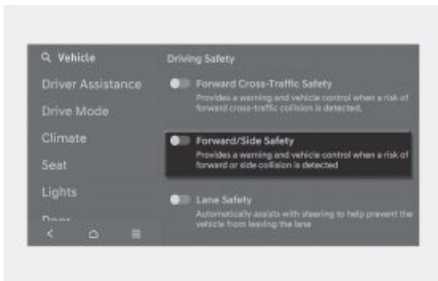 Vehicle
Driving Safety
Driver Assistance
Drive Mode
Climate
Seat
Lights
Door
Forward Cross-Traffic Safety
Provides a warning and vehicle control when a risk of
forward cross-traffic collision is detected.
Forward/Side Safety
Provides a warning and vehicle control when a risk of
forward or side collision is detected
Lane Safety
Automatically assists with steering to help prevent the
vehicle from leaving the lane